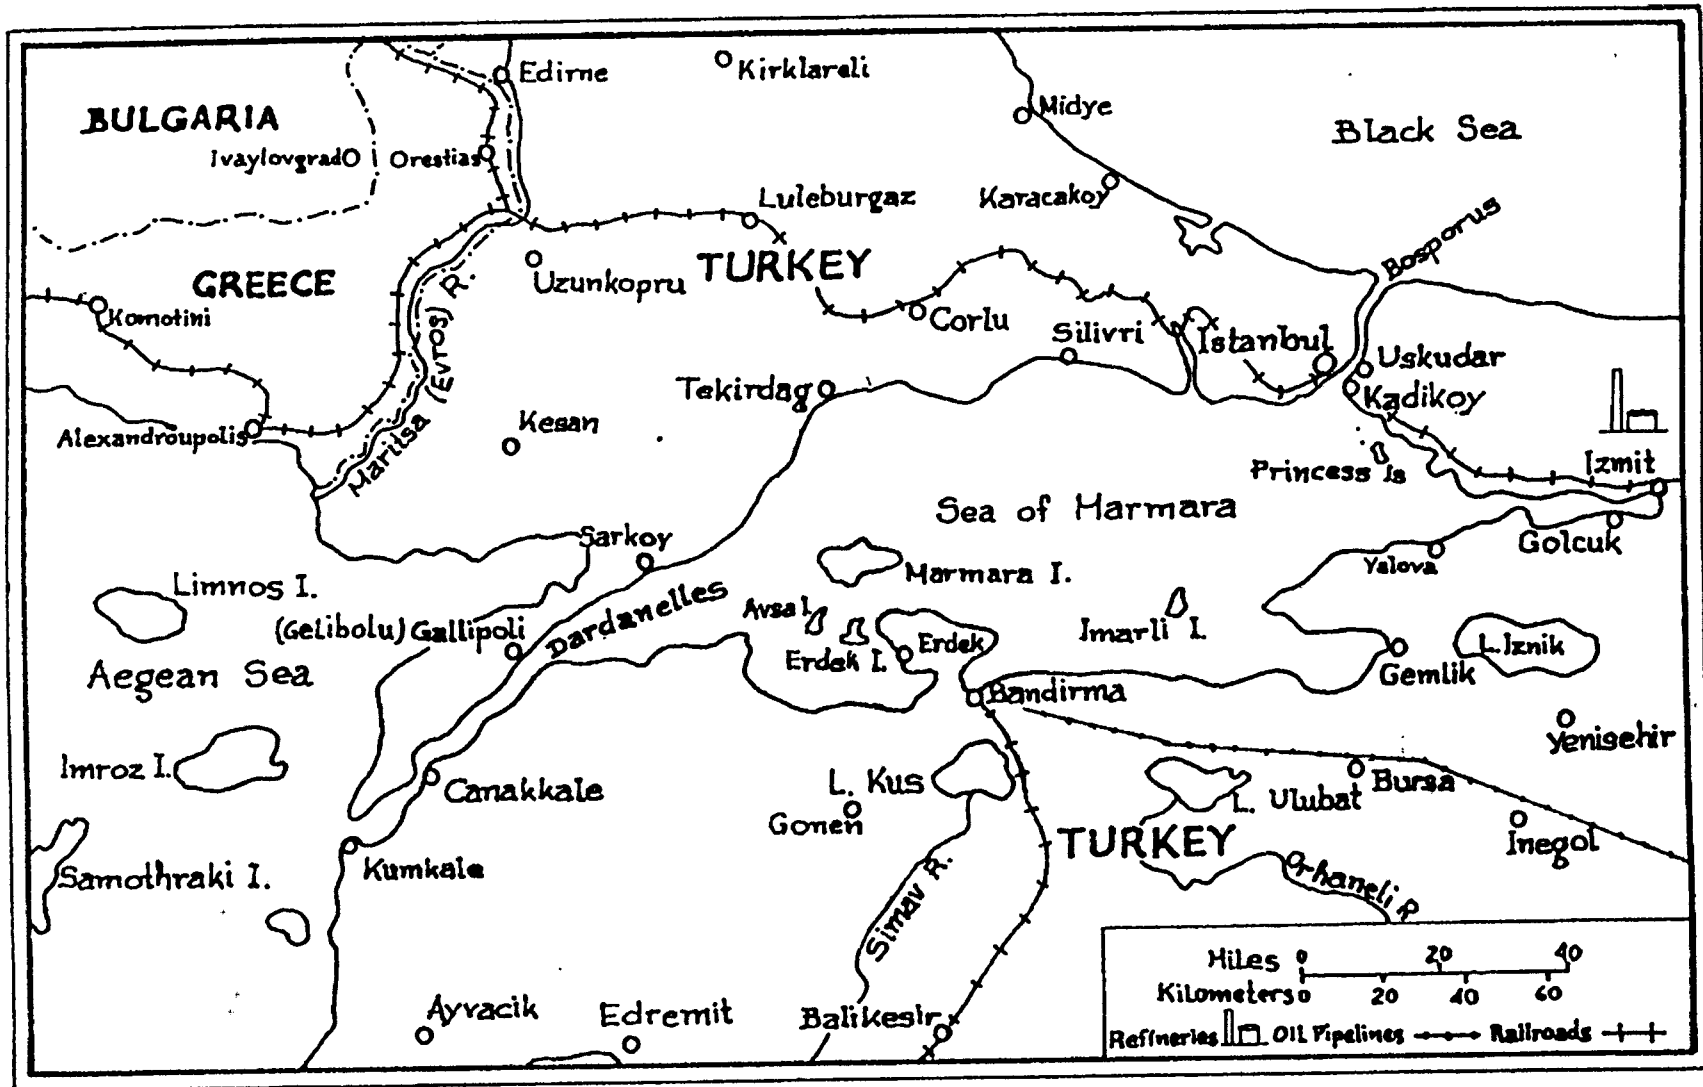 Edirne
Kirklareli
Midye
BULGARIA
Black Sea
Ivaylovgrad
Orestias
Luleburgaz
Karacakoy
Bosporus
GREECE
Uzunkopru
TURKEY
Komotini
Maritsa (Evros) R.
Corlu
Silivri
Istanbul
Uskudar
Tekirdag
Kadikoy
Alexandroupolis
Kesan
Princess Is
Izmit
Sea of Marmara
Sarkoy
Golcuk
Yalova
Limnos I.
Marmara I.
(Gelibolu) Gallipoli
Dardanelles
Avsa I.
Erdek I.
Erdek
Imarli I.
L. Iznik
Aegean Sea
Gemlik
Bandirma
Yenisehir
Imroz I.
Canakkale
L. Kus
Gonen
L. Ulubat
Bursa
TURKEY
Inegol
Samothraki I.
Kumkale
Simav R.
Orhaneli R
Ayvacik
Edremit
Balikesir
Miles 0 20 40
Kilometers 0 20 40 60
Refineries Oil Pipelines Railroads